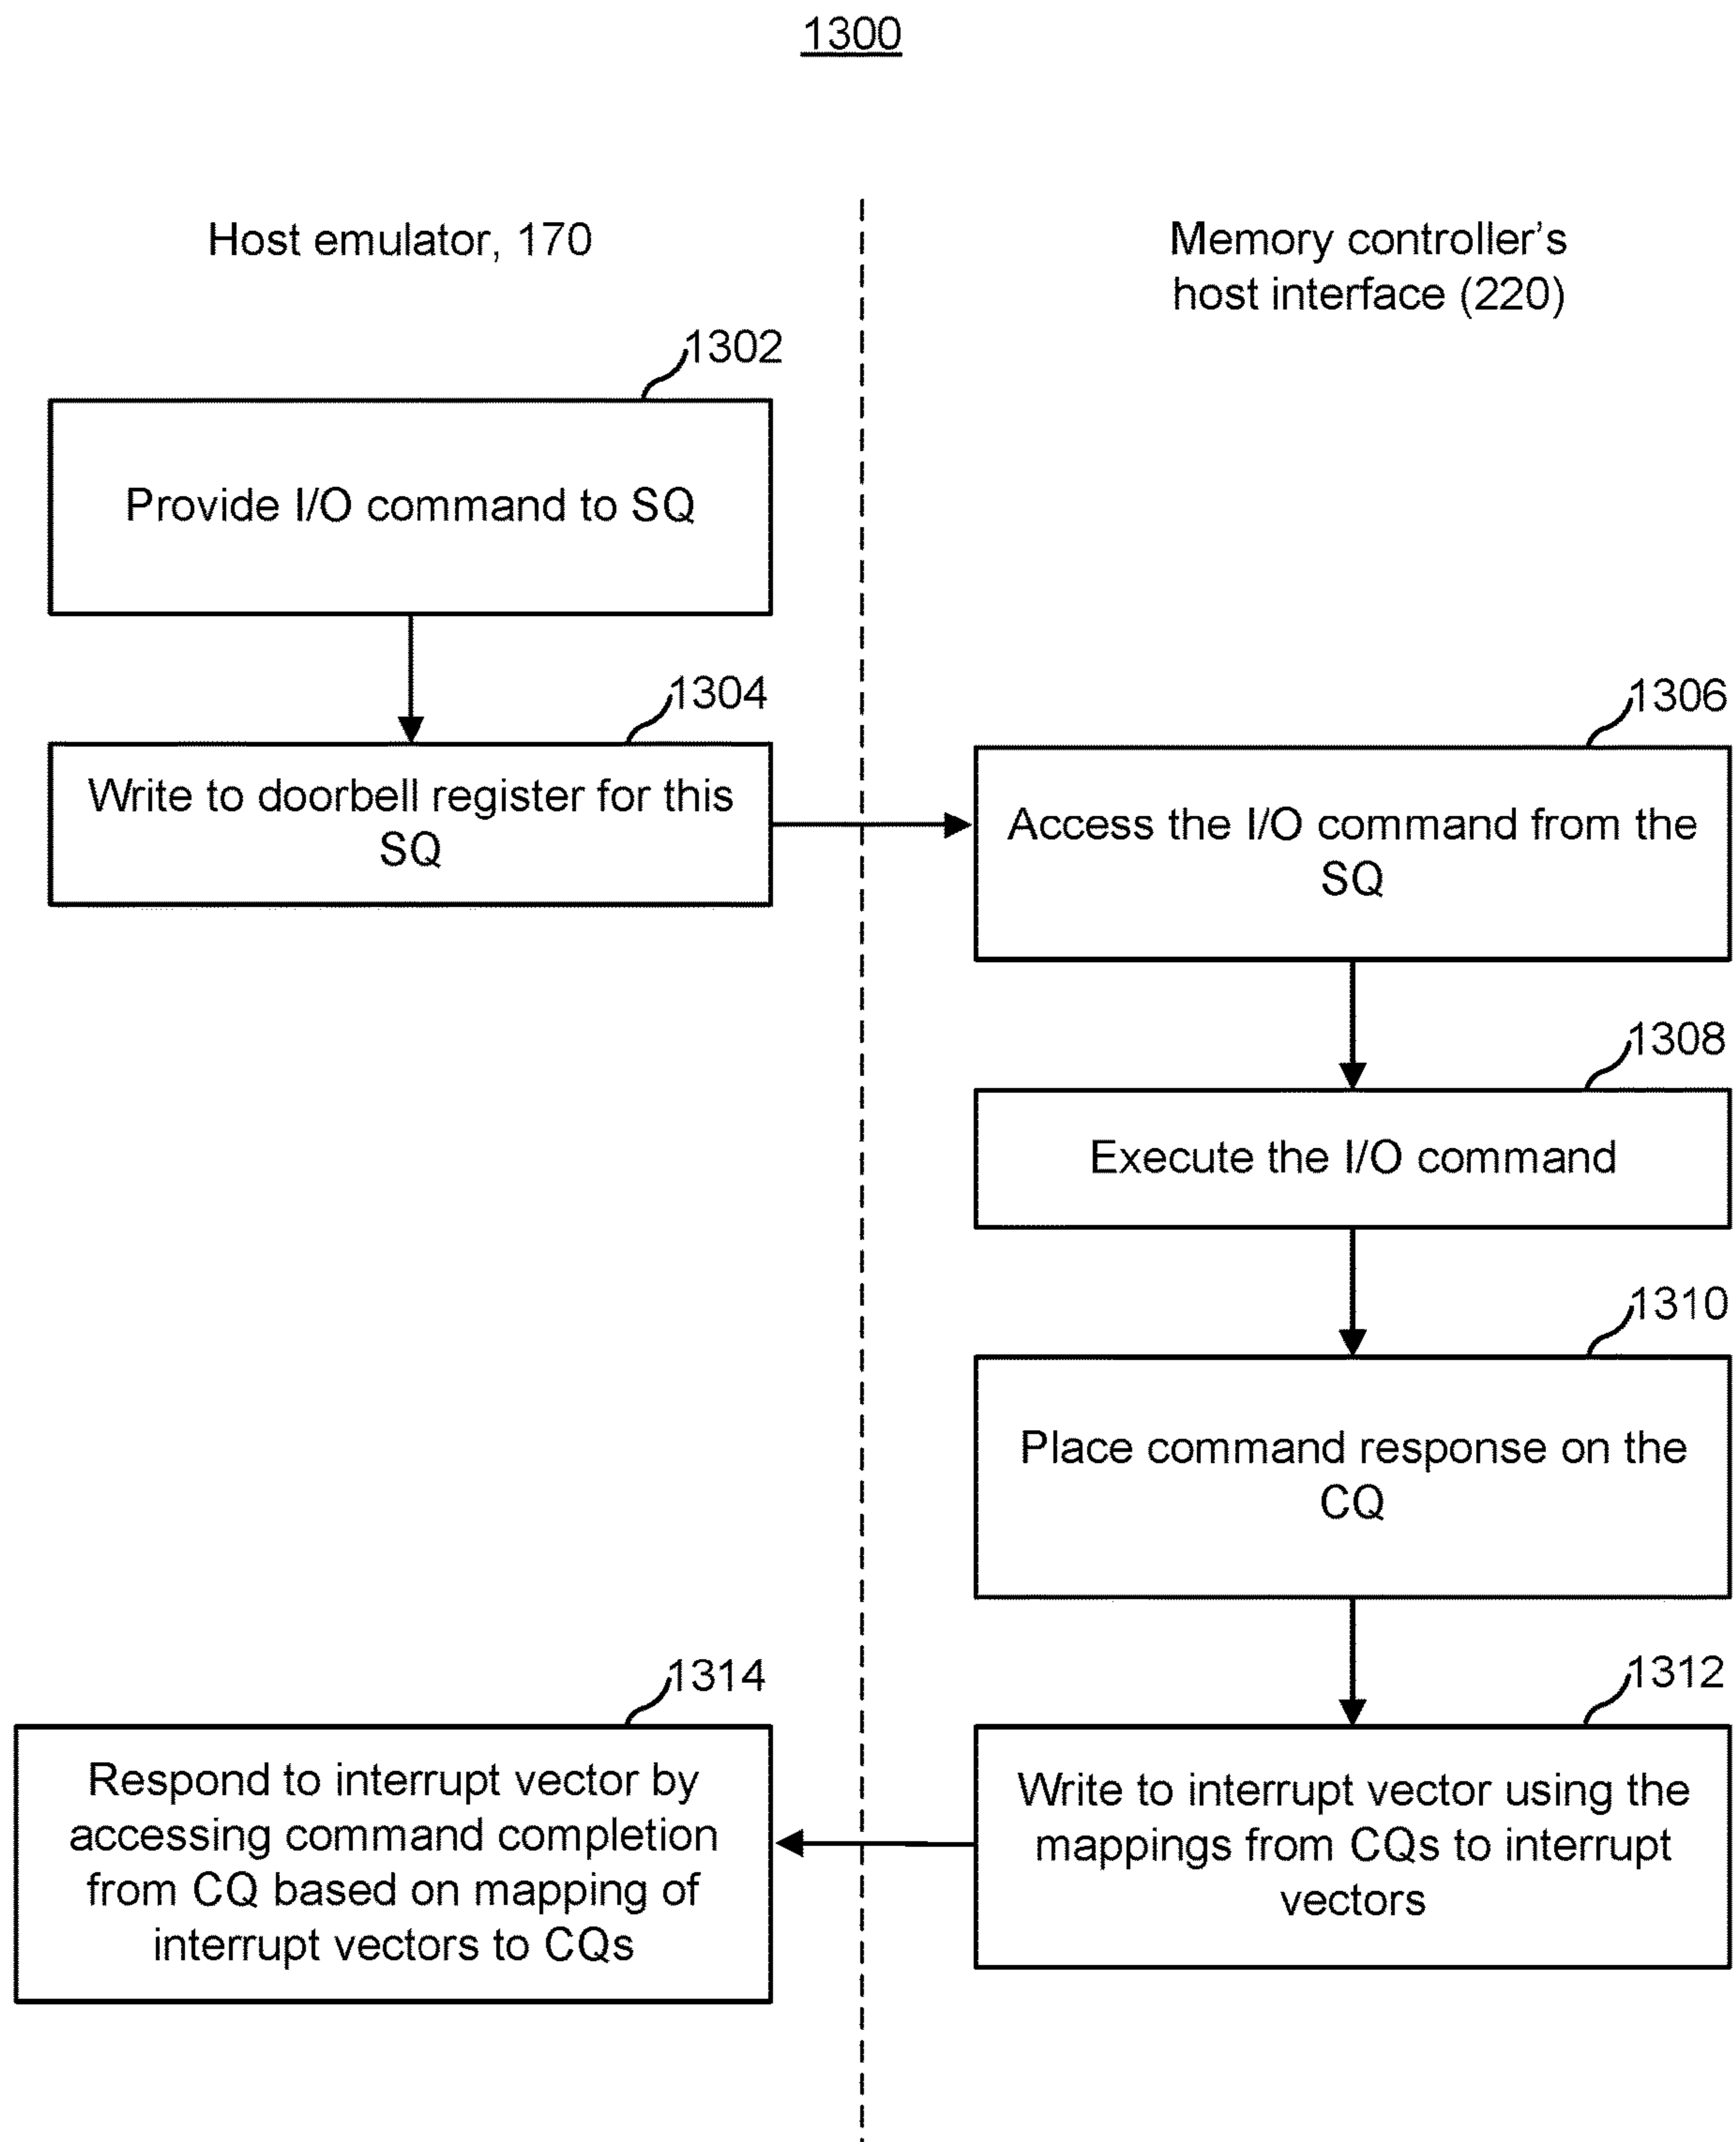 1300
Host emulator, 170
Memory controller's
host interface (220)
1302
Provide I/O command to SQ
1304
Write to doorbell register for this
SQ
1306
Access the I/O command from the
SQ
1308
Execute the I/O command
1310
Place command response on the
CQ
1312
Write to interrupt vector using the
mappings from CQs to interrupt
vectors
1314
Respond to interrupt vector by
accessing command completion
from CQ based on mapping of
interrupt vectors to CQs